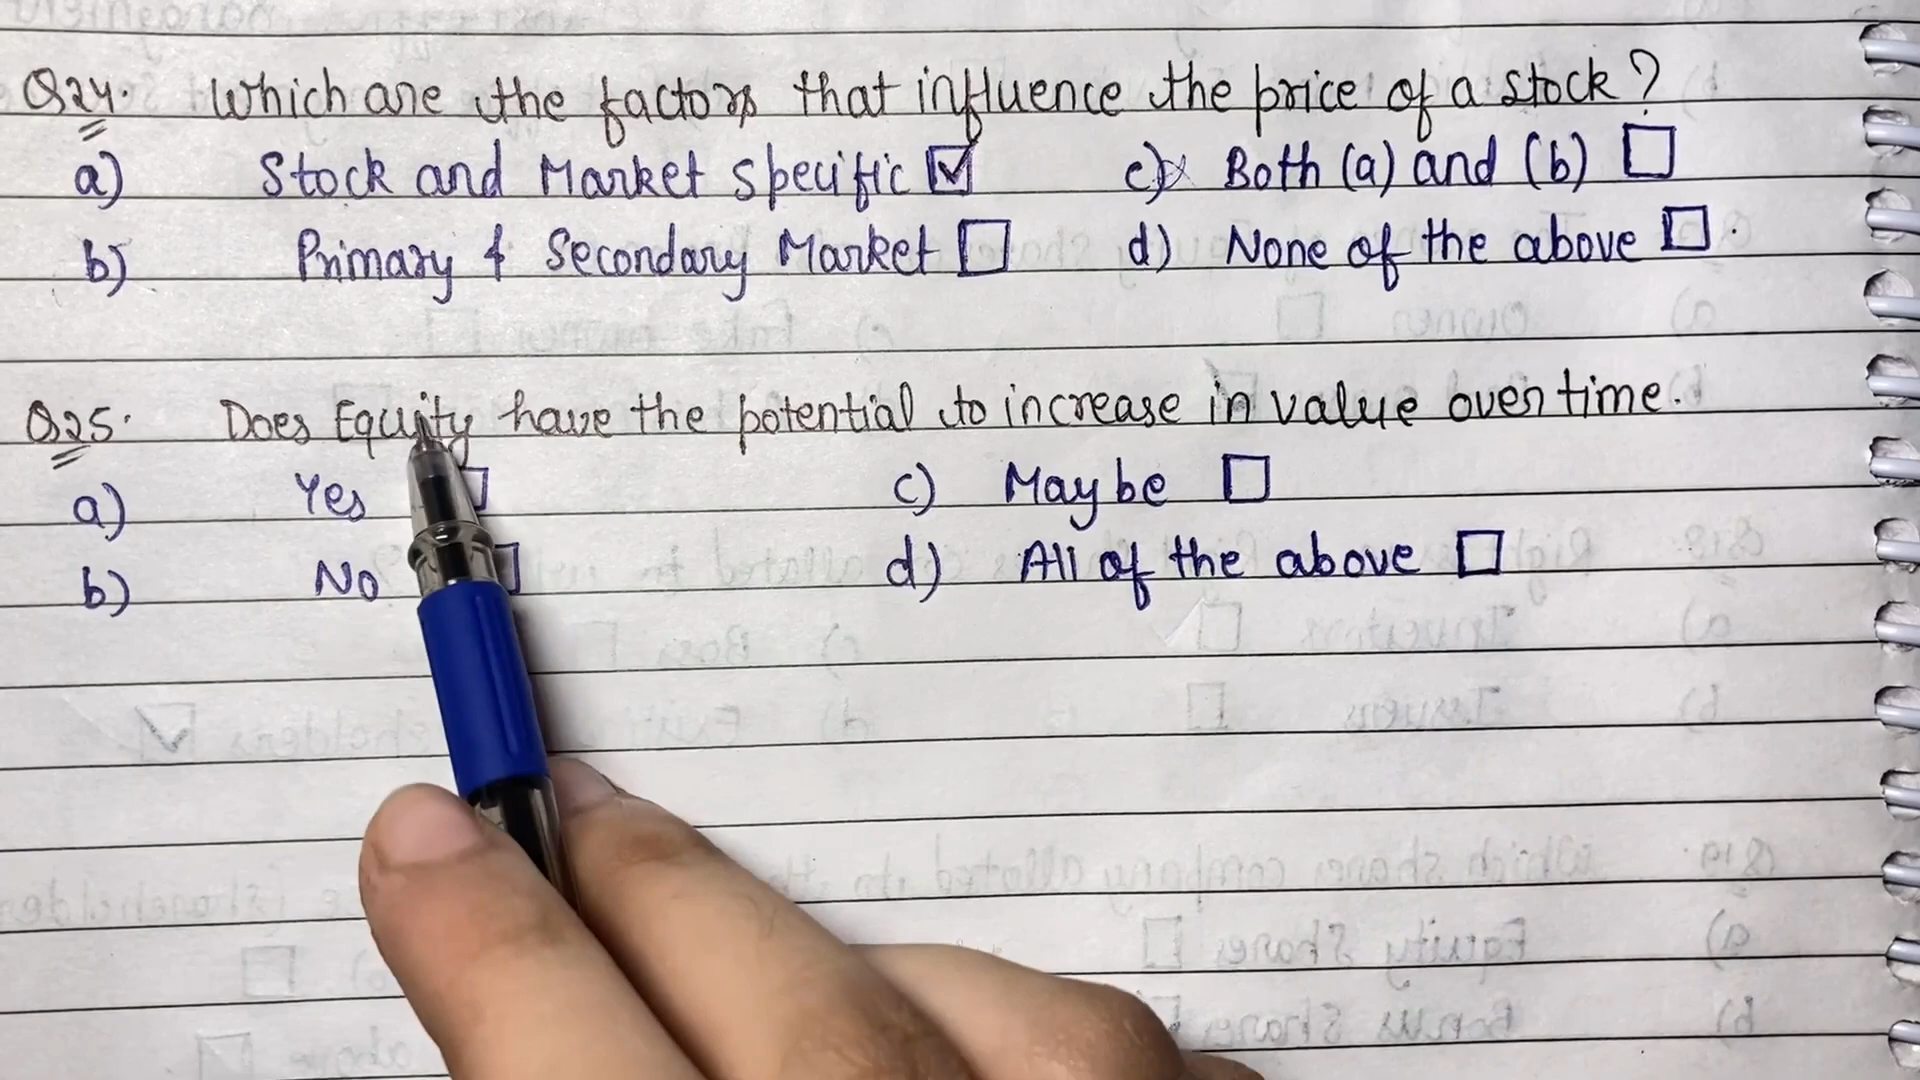 Q24. Which are the factors that influence the price of a stock?
a) Stock and Market specific ☑ c) Both (a) and (b) ☐
b) Primary & Secondary Market ☐ d) None of the above ☐.
Q25. Does Equity have the potential to increase in value over time.
a) Yes ☐ c) May be ☐
b) No ☐ d) All of the above ☐